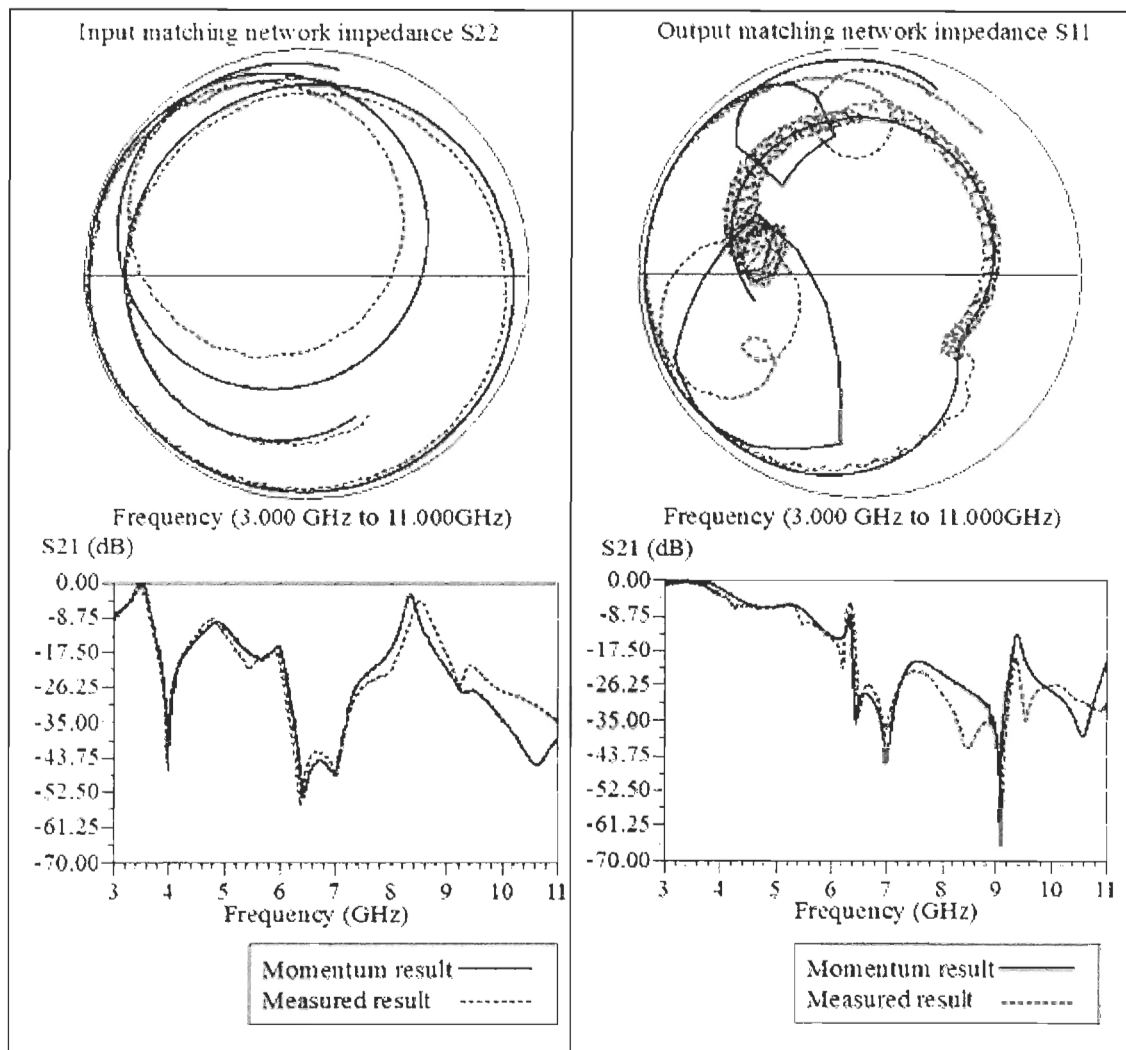 Input matching network impedance S22
Frequency (3.000 GHz to 11.000GHz)
S21 (dB)
0.00
-8.75
-17.50
-26.25
-35.00
-43.75
-52.50
-61.25
-70.00
3 4 5 6 7 8 9 10 11
Frequency (GHz)
Momentum result
Measured result
Output matching network impedance S11
Frequency (3.000 GHz to 11.000GHz)
S21 (dB)
0.00
-8.75
-17.50
-26.25
-35.00
-43.75
-52.50
-61.25
-70.00
3 4 5 6 7 8 9 10 11
Frequency (GHz)
Momentum result
Measured result